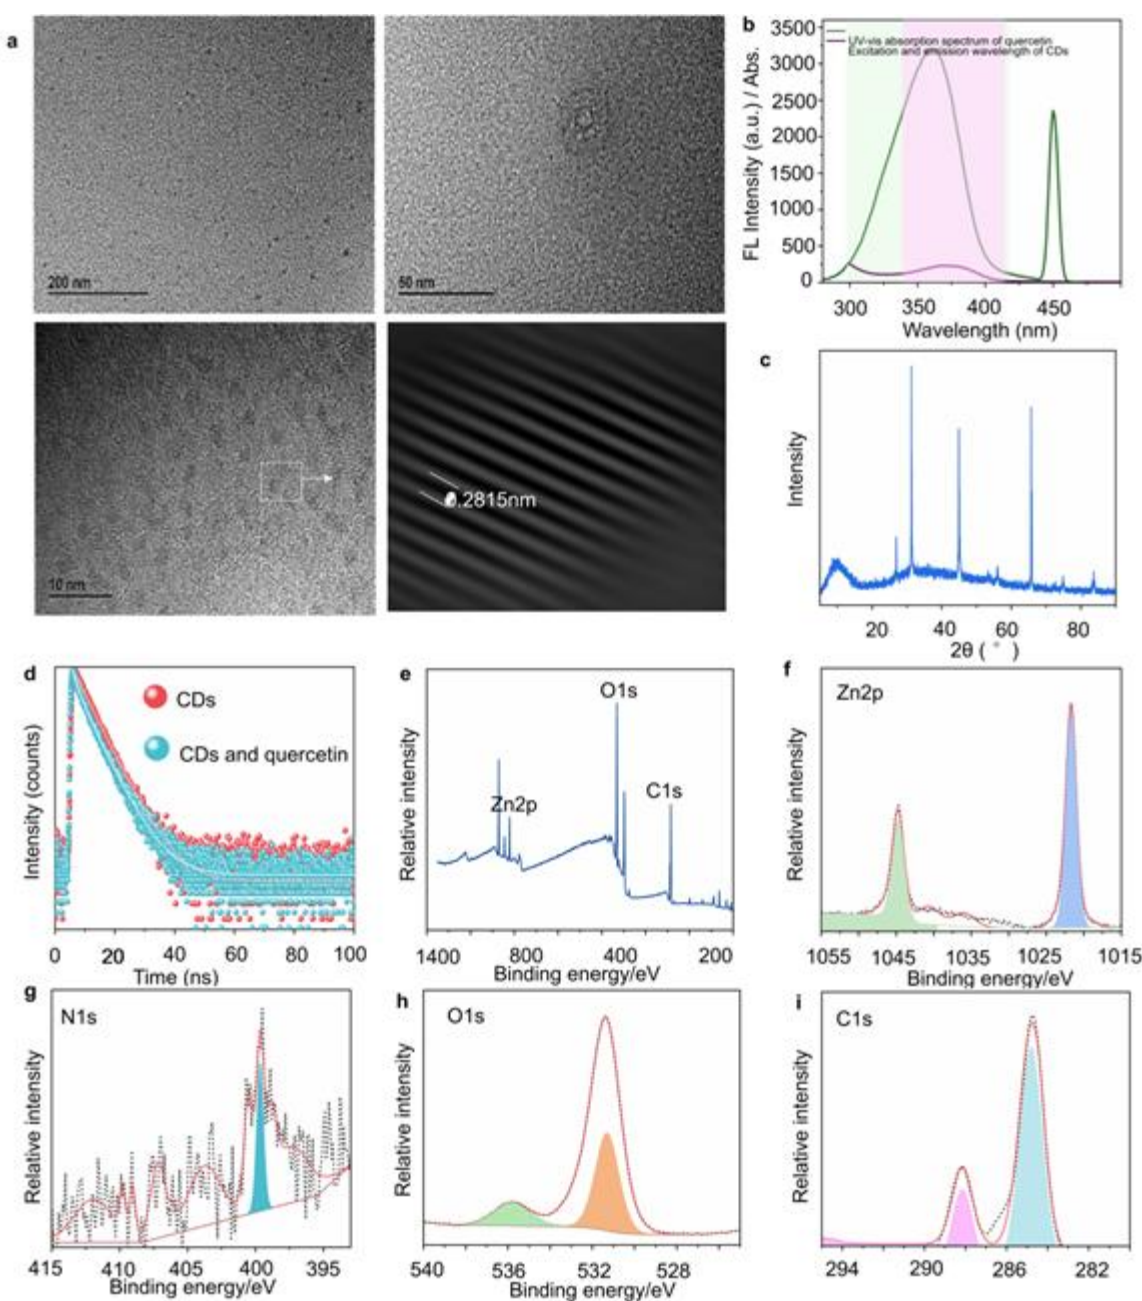 a
200 nm
50 nm
10 nm
0.2815nm
b
UV-vis absorption spectrum of quercetin
Excitation and emission wavelength of CDs
FL Intensity (a.u.) / Abs.
3500
3000
2500
2000
1500
1000
500
0
300 350 400 450
Wavelength (nm)
c
Intensity
20 40 60 80
2θ ( ° )
d
CDs
CDs and quercetin
Intensity (counts)
0 20 40 60 80 100
Time (ns)
e
O1s
Zn2p
C1s
Relative intensity
1400 1000 800 600 400 200
Binding energy/eV
f
Zn2p
Relative intensity
1055 1045 1035 1025 1015
Binding energy/eV
g
N1s
Relative intensity
415 410 405 400 395
Binding energy/eV
h
O1s
Relative intensity
540 536 532 528
Binding energy/eV
i
C1s
Relative intensity
294 290 286 282
Binding energy/eV